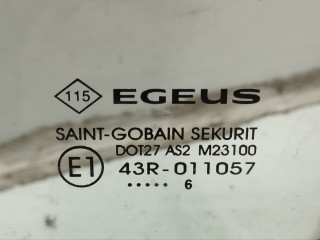 115 EGEUS
SAINT-GOBAIN SEKURIT
DOT27 AS2 M23100
E1 43R-011057
••••• 6